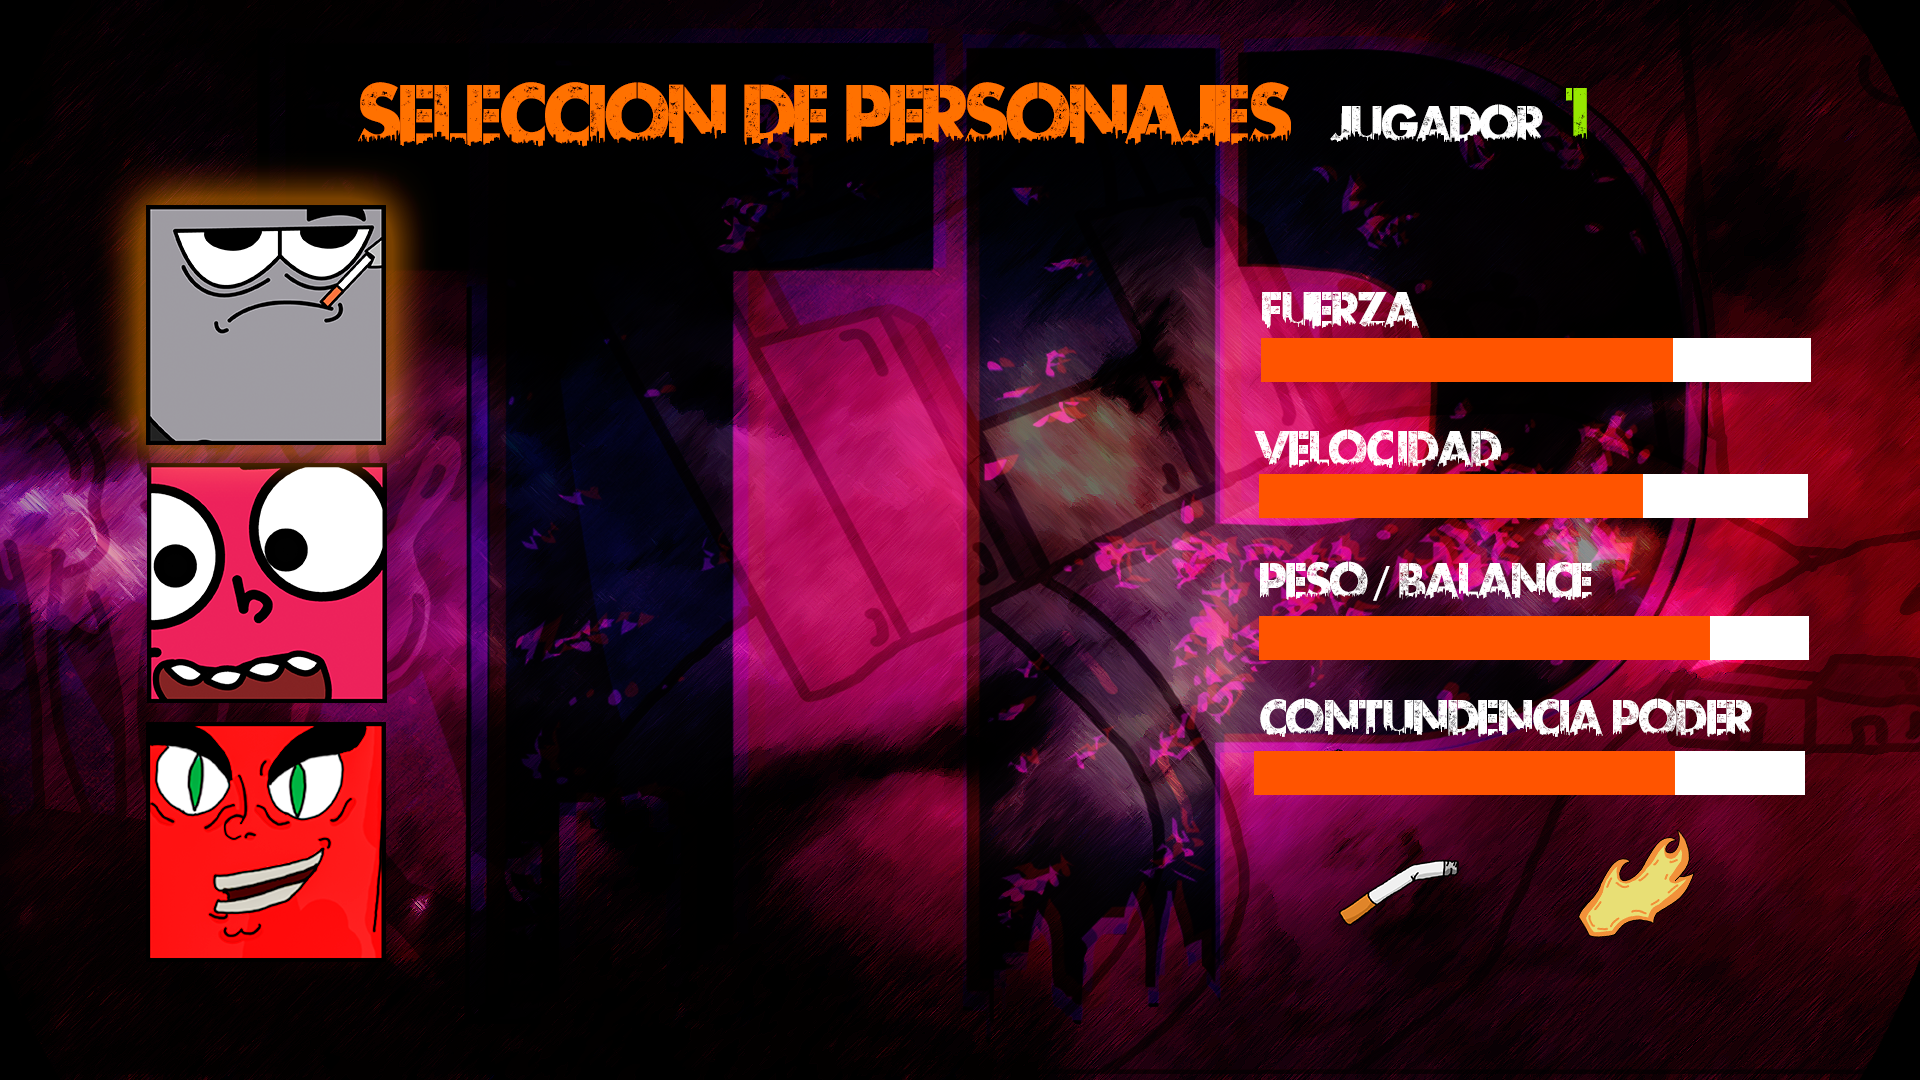 SELECCION DE PERSONAJES JUGADOR 1
FUERZA
VELOCIDAD
PESO / BALANCE
CONTUNDENCIA PODER